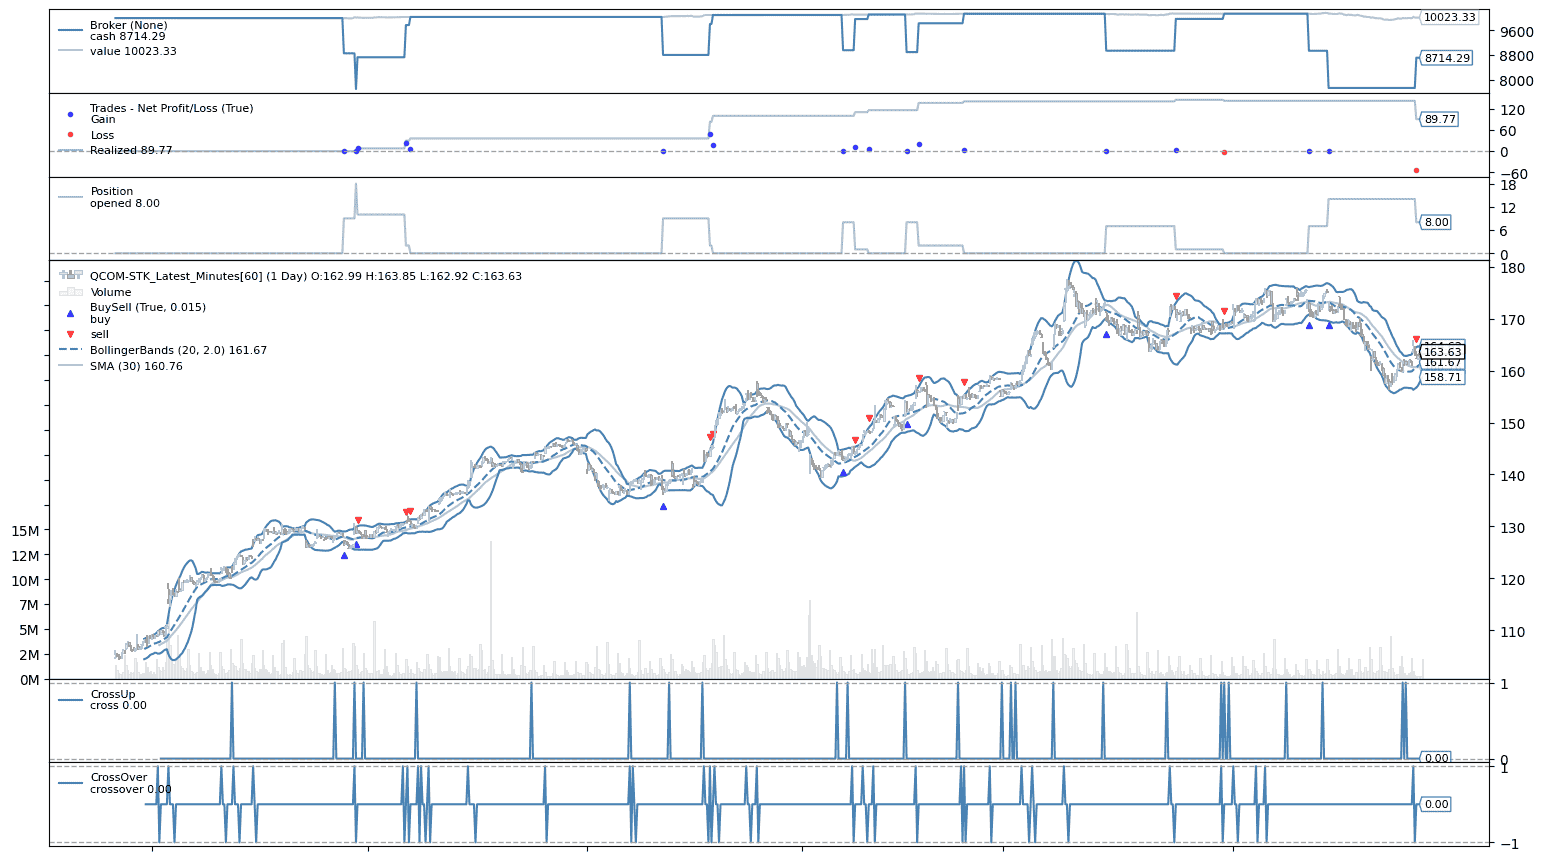 Broker (None)
cash 8714.29
value 10023.33
10023.33
9600
8800
8714.29
8000
Trades - Net Profit/Loss (True)
Gain
Loss
Realized 89.77
120
89.77
60
0
−60
Position
opened 8.00
18
12
8.00
6
0
QCOM-STK_Latest_Minutes[60] (1 Day) O:162.99 H:163.85 L:162.92 C:163.63
Volume
BuySell (True, 0.015)
buy
sell
BollingerBands (20, 2.0) 161.67
SMA (30) 160.76
180
170
163.63
161.67
160
158.71
150
140
130
120
110
15M
12M
10M
7M
5M
2M
0M
CrossUp
cross 0.00
1
0.00
0
CrossOver
crossover 0.00
1
0.00
−1